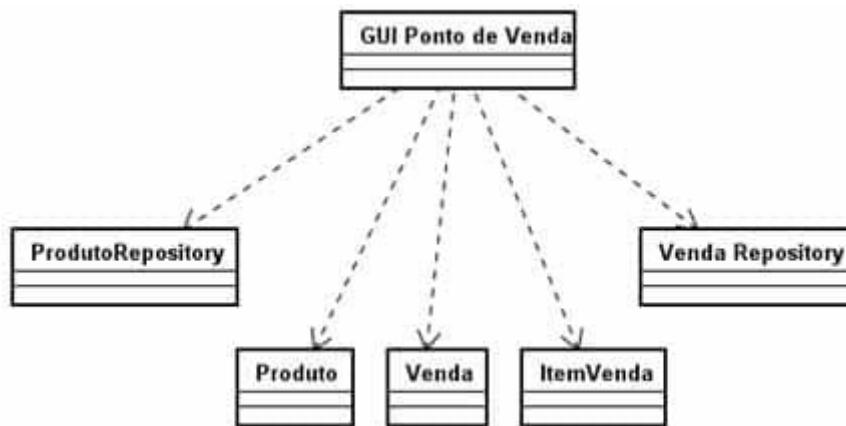 GUI Ponto de Venda
ProdutoRepository
Venda Repository
Produto
Venda
ItemVenda